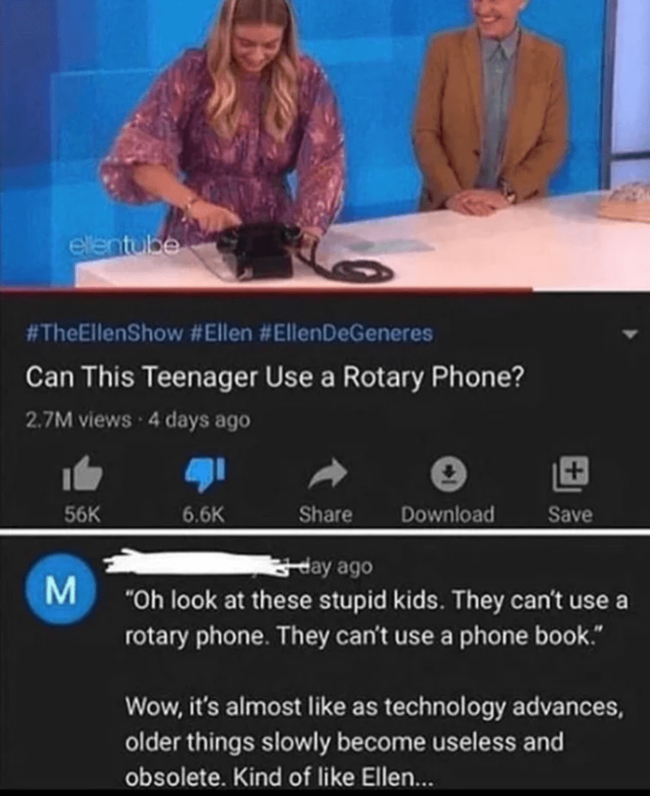 ellentube
#TheEllenShow #Ellen #EllenDeGeneres
Can This Teenager Use a Rotary Phone?
2.7M views · 4 days ago
56K 6.6K Share Download Save
M
day ago
"Oh look at these stupid kids. They can't use a
rotary phone. They can't use a phone book."
Wow, it's almost like as technology advances,
older things slowly become useless and
obsolete. Kind of like Ellen...